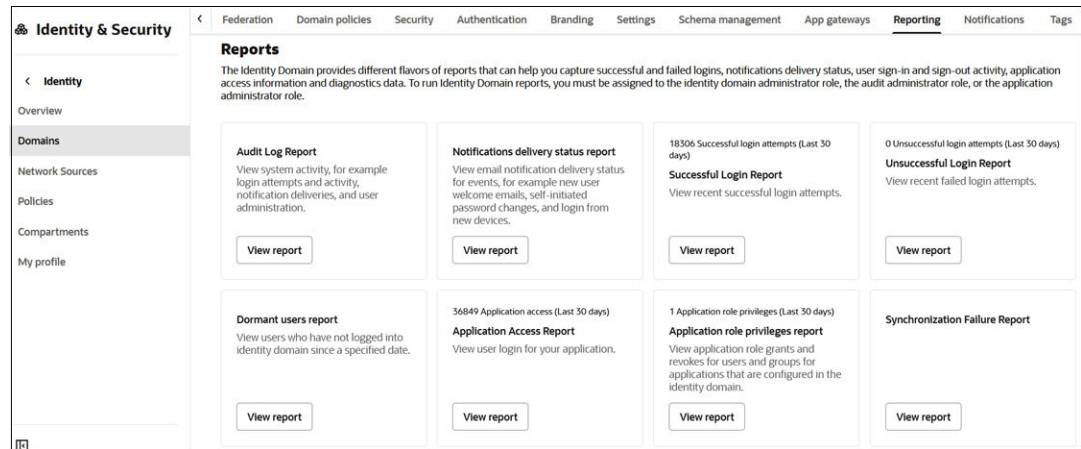 Identity & Security
Federation Domain policies Security Authentication Branding Settings Schema management App gateways Reporting Notifications Tags
Identity
Overview
Domains
Network Sources
Policies
Compartments
My profile
Reports
The Identity Domain provides different flavors of reports that can help you capture successful and failed logins, notifications delivery status, user sign-in and sign-out activity, application
access information and diagnostics data. To run Identity Domain reports, you must be assigned to the identity domain administrator role, the audit administrator role, or the application
administrator role.
Audit Log Report
View system activity, for example
login attempts and activity,
notification deliveries, and user
administration.
View report
Notifications delivery status report
View email notification delivery status
for events, for example new user
welcome emails, self-initiated
password changes, and login from
new devices.
View report
18306 Successful login attempts (Last 30
days)
Successful Login Report
View recent successful login attempts.
View report
0 Unsuccessful login attempts (Last 30 days)
Unsuccessful Login Report
View recent failed login attempts.
View report
Dormant users report
View users who have not logged into
identity domain since a specified date.
View report
36849 Application access (Last 30 days)
Application Access Report
View user login for your application.
View report
1 Application role privileges (Last 30 days)
Application role privileges report
View application role grants and
revokes for users and groups for
applications that are configured in the
identity domain.
View report
Synchronization Failure Report
View report